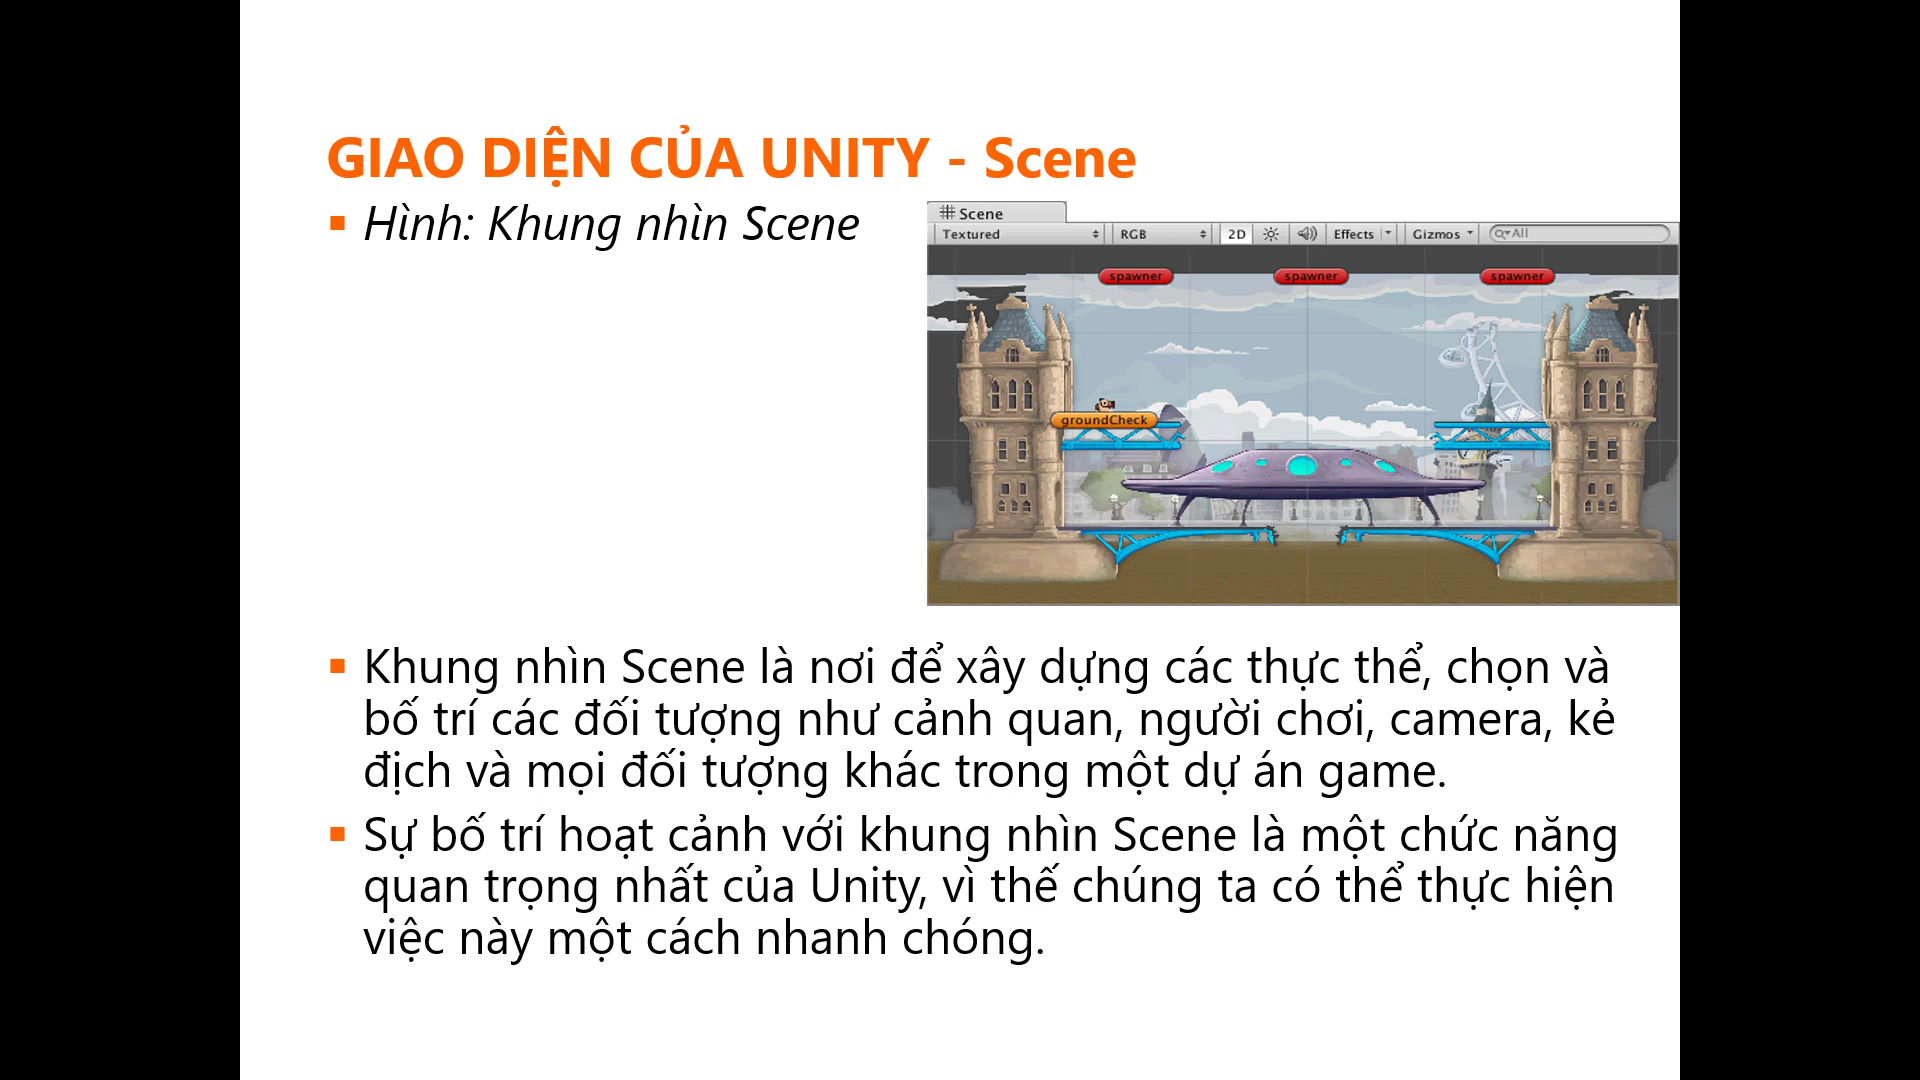 GIAO DIỆN CỦA UNITY - Scene
Hình: Khung nhìn Scene
Scene
Textured RGB 2D Effects Gizmos All
spawner spawner spawner
groundCheck
Khung nhìn Scene là nơi để xây dựng các thực thể, chọn và
bố trí các đối tượng như cảnh quan, người chơi, camera, kẻ
địch và mọi đối tượng khác trong một dự án game.
Sự bố trí hoạt cảnh với khung nhìn Scene là một chức năng
quan trọng nhất của Unity, vì thế chúng ta có thể thực hiện
việc này một cách nhanh chóng.